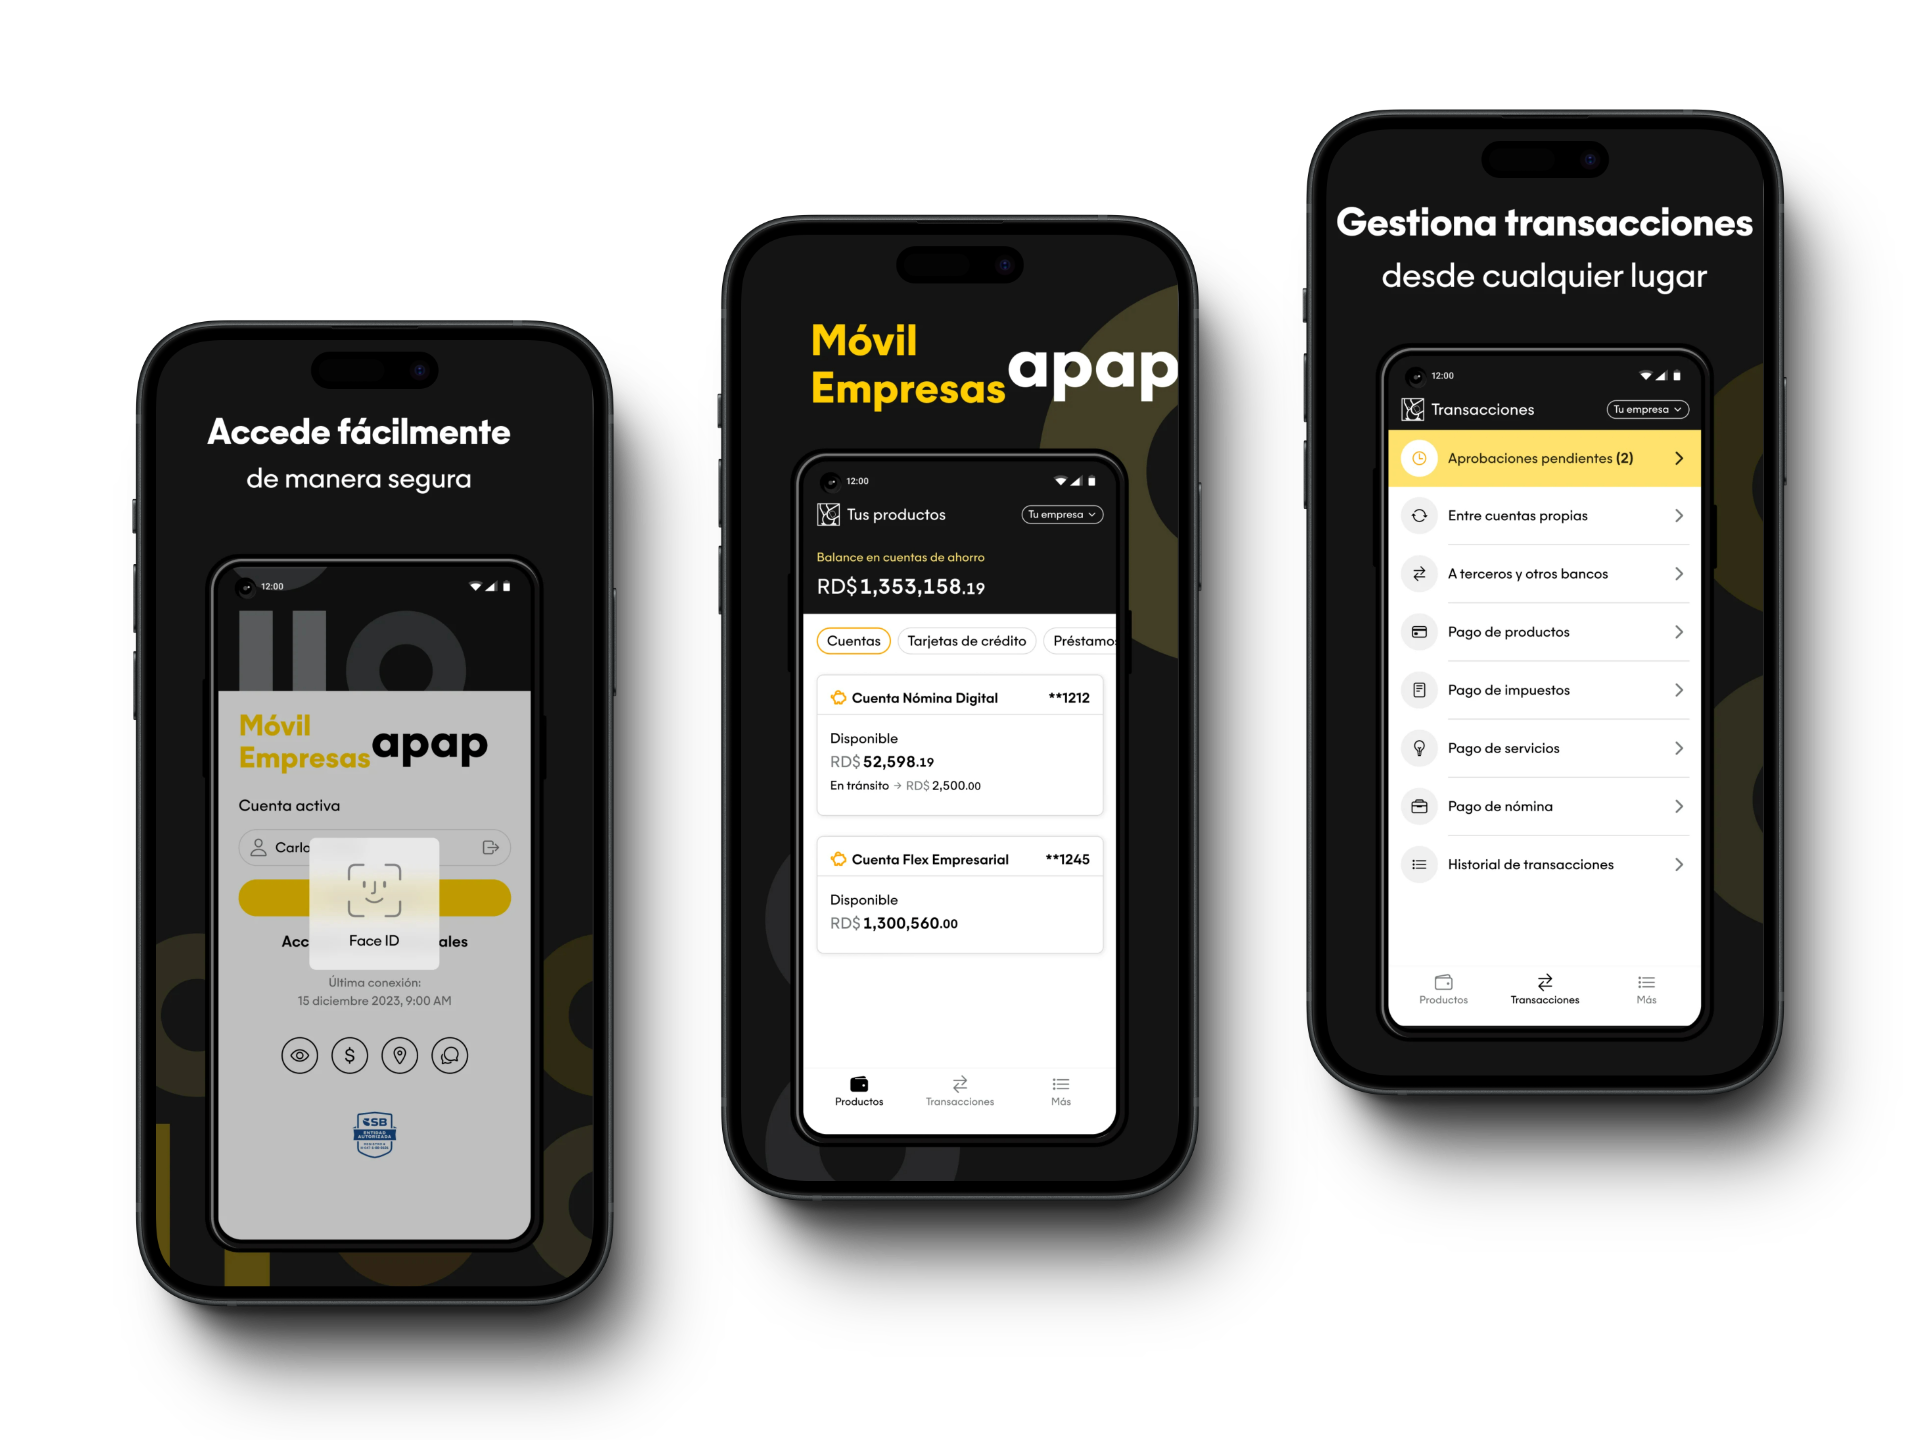 Accede fácilmente
de manera segura
12:00
Móvil
Empresas apap
Cuenta activa
Carlo
Face ID
Acc ales
Última conexión:
15 diciembre 2023, 9:00 AM
SB
ENTIDAD
AUTORIZADA
Móvil
Empresas apap
12:00
Tus productos Tu empresa
Balance en cuentas de ahorro
RD$1,353,158.19
Cuentas Tarjetas de crédito Préstamos
Cuenta Nómina Digital **1212
Disponible
RD$ 52,598.19
En tránsito → RD$ 2,500.00
Cuenta Flex Empresarial **1245
Disponible
RD$ 1,300,560.00
Productos Transacciones Más
Gestiona transacciones
desde cualquier lugar
12:00
Transacciones Tu empresa
Aprobaciones pendientes (2)
Entre cuentas propias
A terceros y otros bancos
Pago de productos
Pago de impuestos
Pago de servicios
Pago de nómina
Historial de transacciones
Productos Transacciones Más